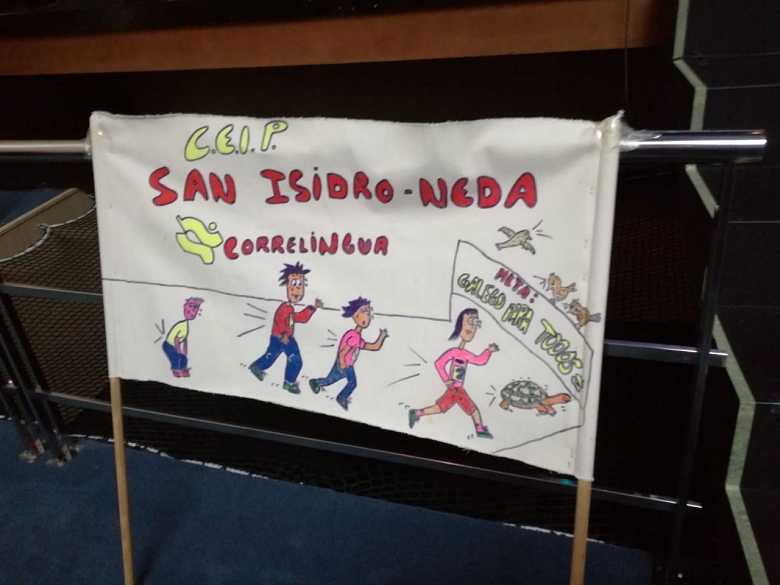 C.E.I.P.
SAN ISIDRO-NEDA
CORRELINGUA
META:
GALEGO PARA TODOS